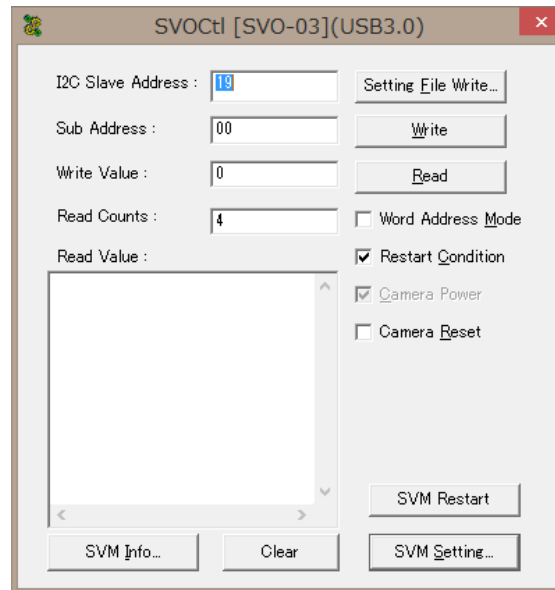 SVOCtl [SVO-03](USB3.0)
I2C Slave Address : 19 Setting File Write...
Sub Address : 00 Write
Write Value : 0 Read
Read Counts : 4 Word Address Mode
Read Value : Restart Condition
Camera Power
Camera Reset
SVM Restart
SVM Info... Clear SVM Setting...